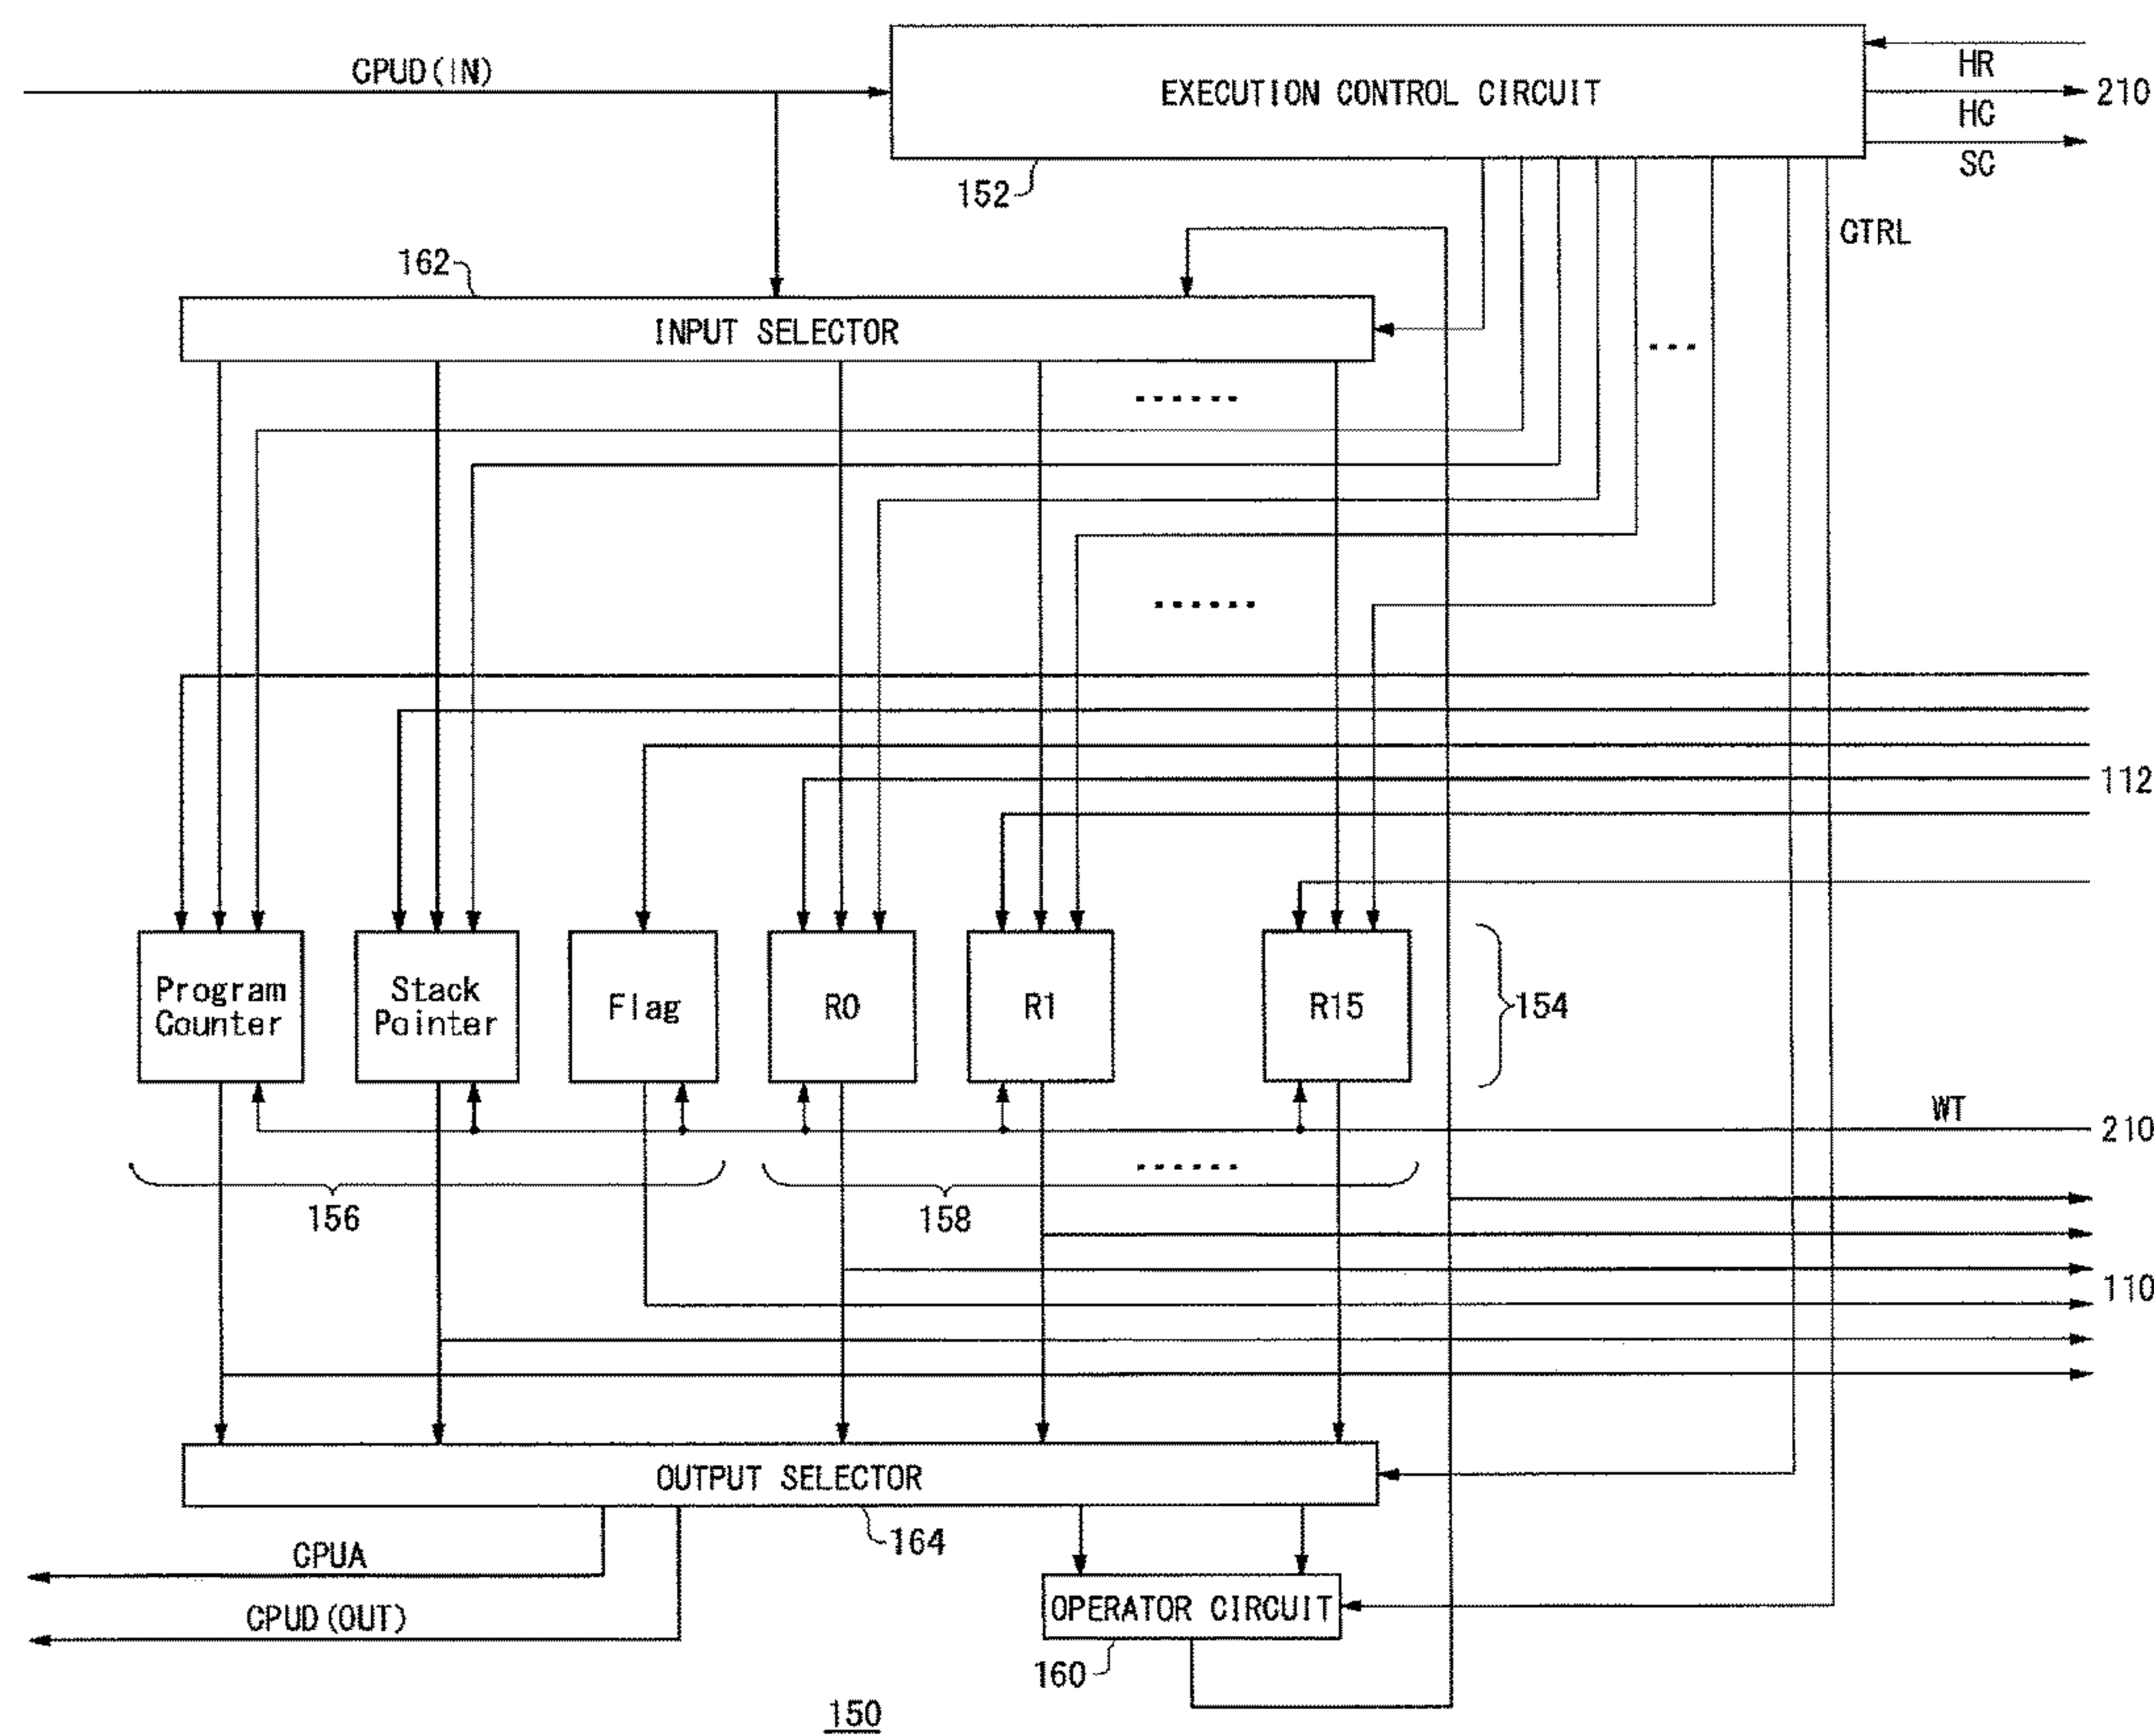 CPUD(IN)
EXECUTION CONTROL CIRCUIT
HR
210
HC
SC
152
CTRL
162
INPUT SELECTOR
112
Program
Counter
Stack
Pointer
Flag
R0
R1
R15
154
WT
210
156
158
110
OUTPUT SELECTOR
164
CPUA
CPUD(OUT)
OPERATOR CIRCUIT
160
150